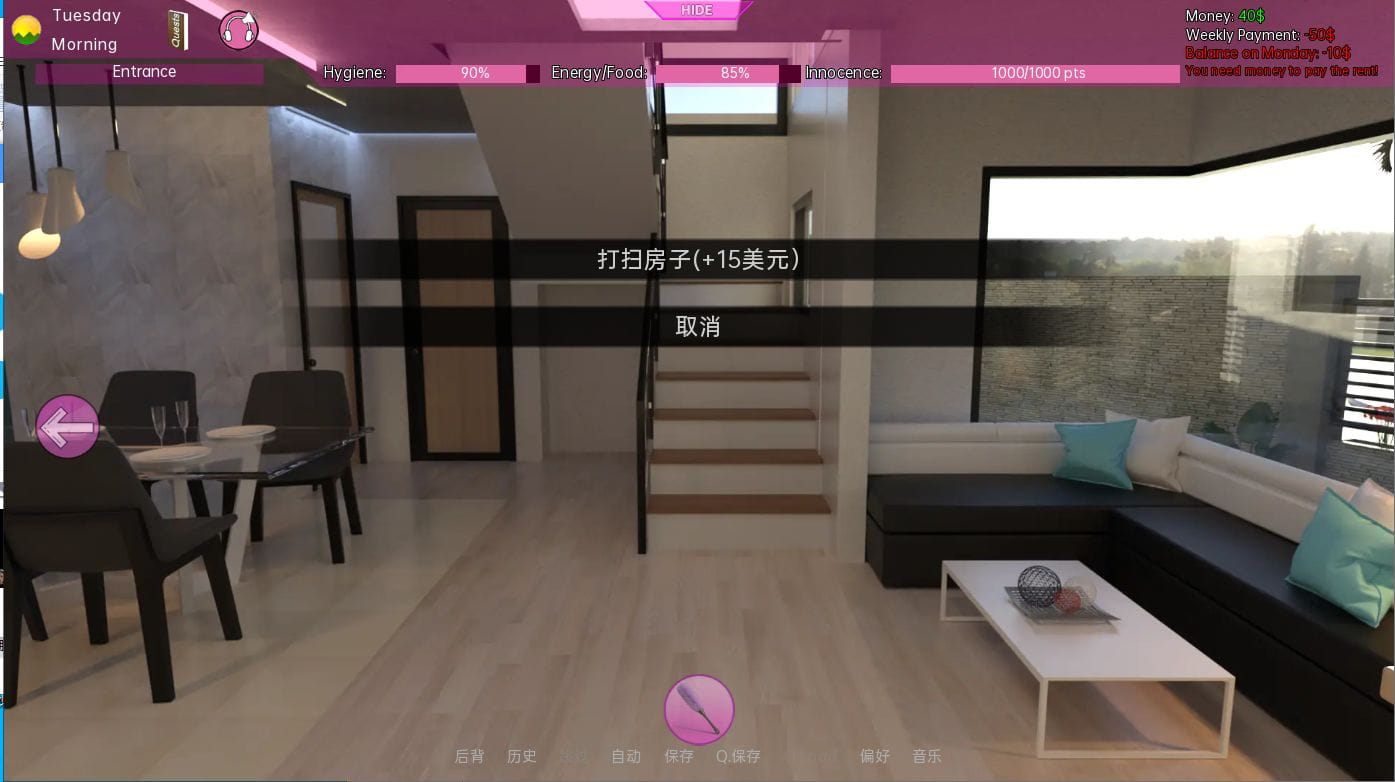 Tuesday
Morning
Quests
HIDE
Money: 40$
Weekly Payment: -50$
Balance on Monday: -10$
You need money to pay the rent!
Entrance
Hygiene: 90% Energy/Food: 85% Innocence: 1000/1000 pts
打扫房子(+15美元）
取消
后背 历史 自动 保存 Q.保存 偏好 音乐